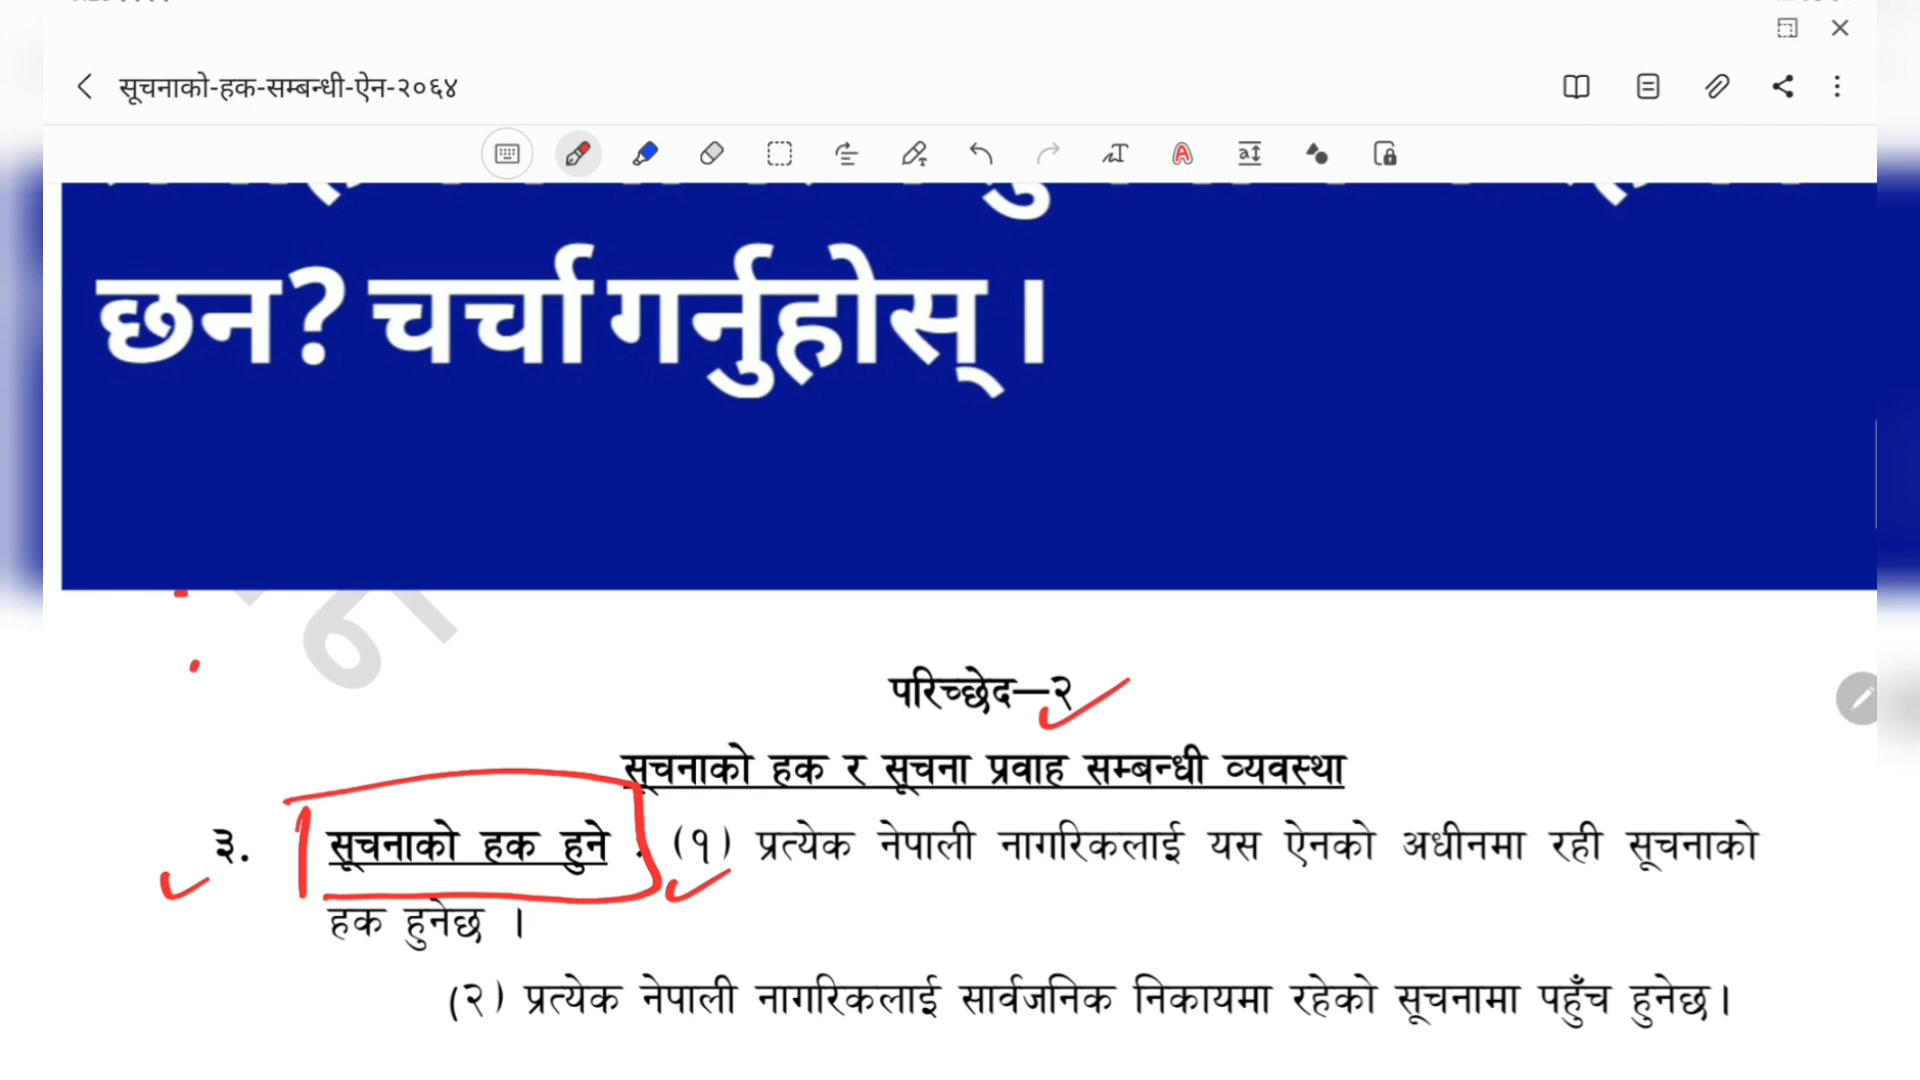 सूचनाको-हक-सम्बन्धी-ऐन-२०६४
छन? चर्चा गर्नुहोस् ।
परिच्छेद–२
सूचनाको हक र सूचना प्रवाह सम्बन्धी व्यवस्था
३. सूचनाको हक हुने : (१) प्रत्येक नेपाली नागरिकलाई यस ऐनको अधीनमा रही सूचनाको
हक हुनेछ ।
(२) प्रत्येक नेपाली नागरिकलाई सार्वजनिक निकायमा रहेको सूचनामा पहुँच हुनेछ।